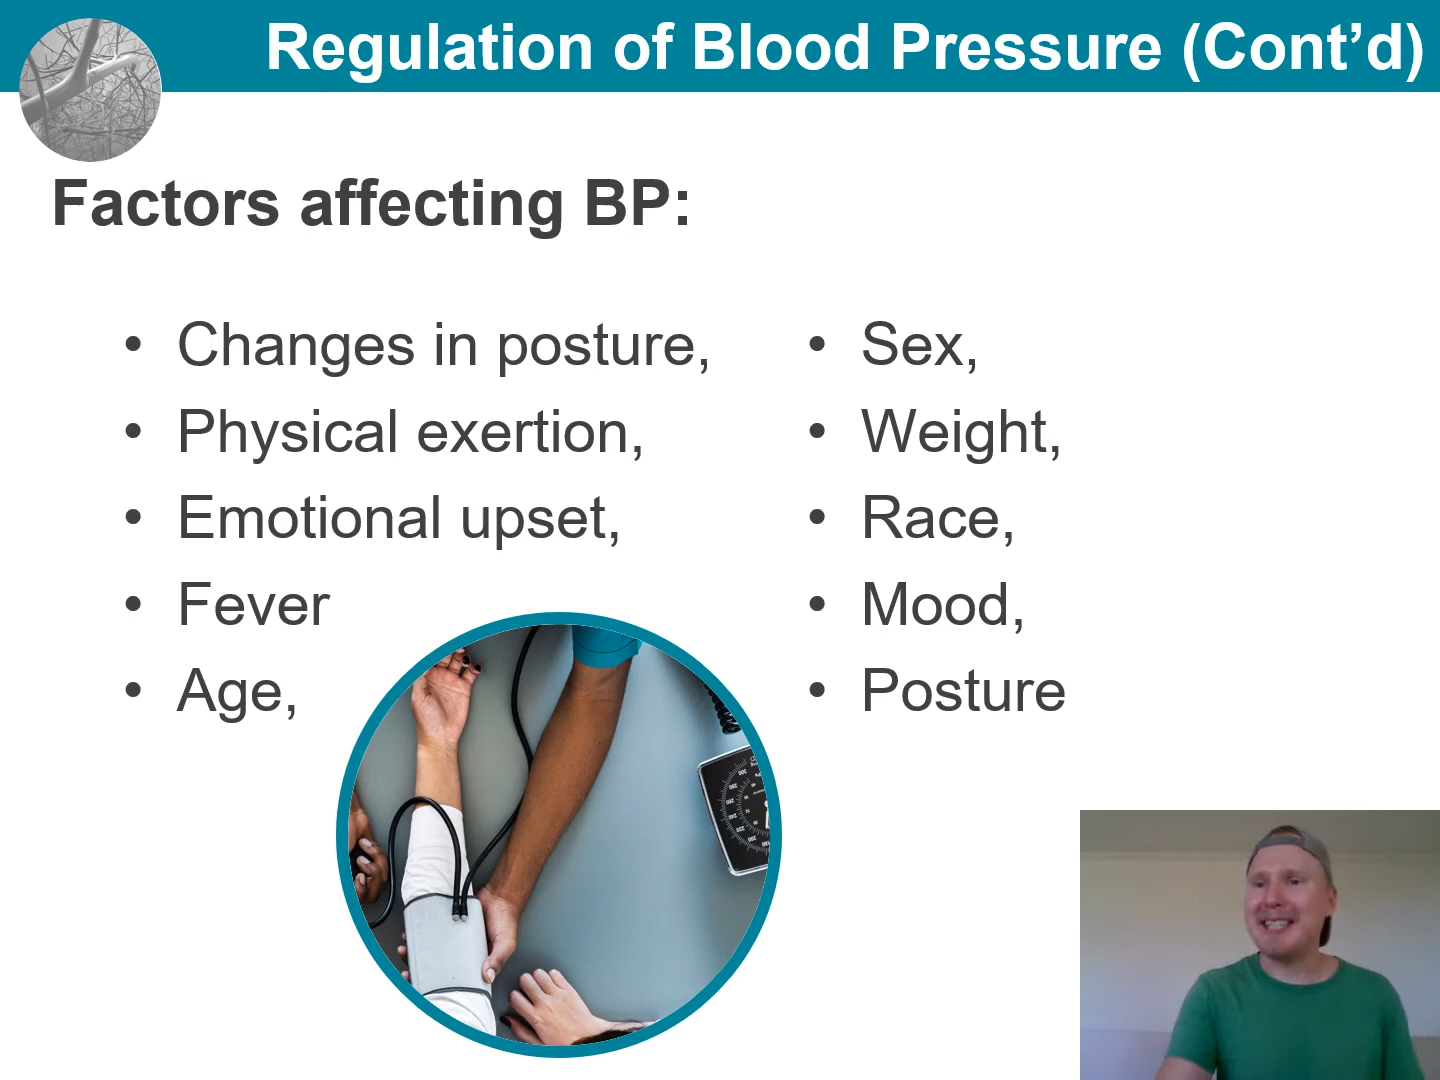 Regulation of Blood Pressure (Cont’d)
Factors affecting BP:
• Changes in posture,
• Physical exertion,
• Emotional upset,
• Fever
• Age,
• Sex,
• Weight,
• Race,
• Mood,
• Posture